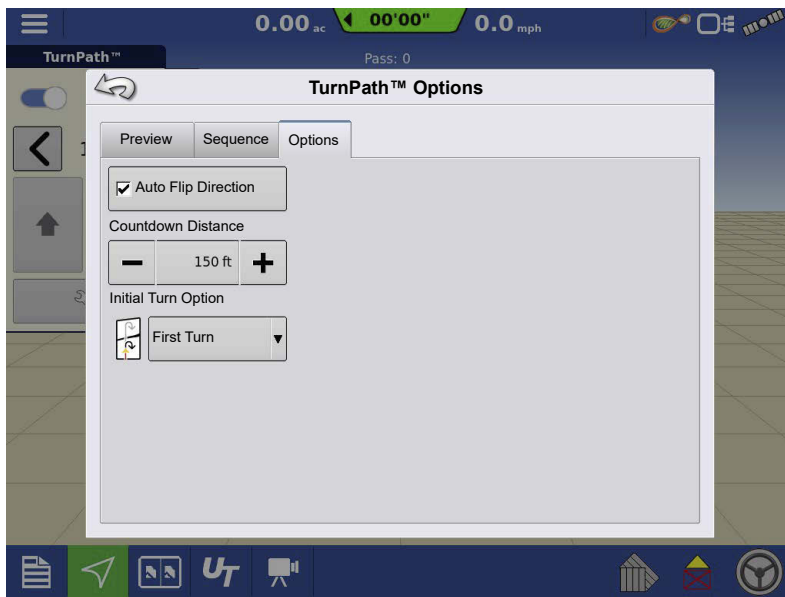 0.00 ac 00'00" 0.0 mph
TurnPath™ Pass: 0
TurnPath™ Options
Preview Sequence Options
Auto Flip Direction
Countdown Distance
150 ft
Initial Turn Option
First Turn
UT